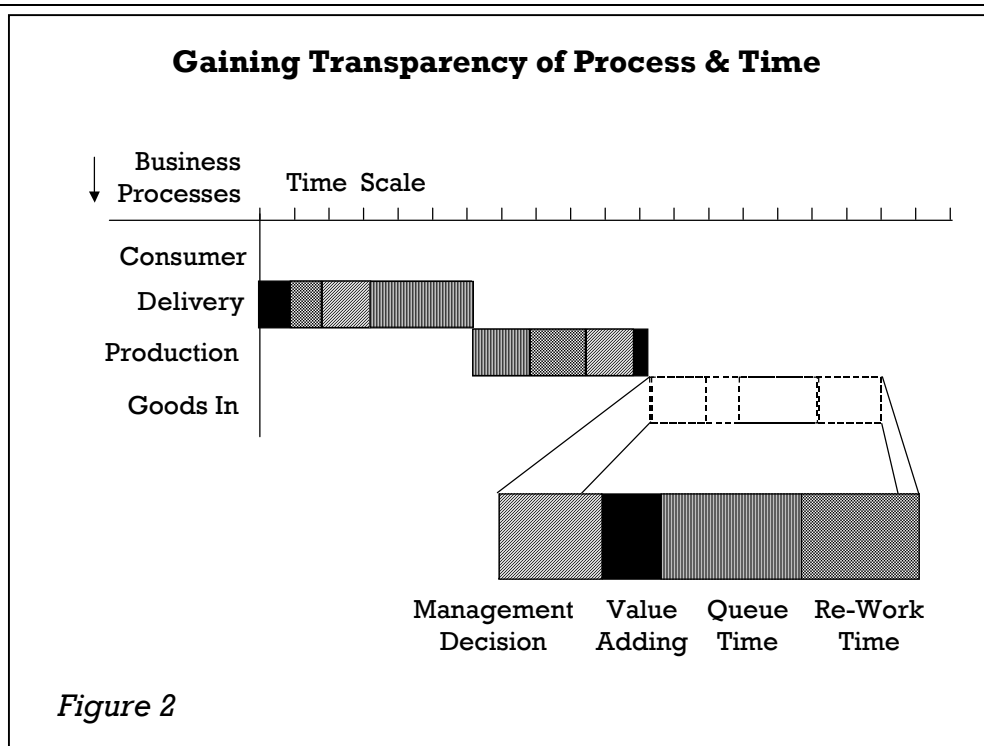 Gaining Transparency of Process & Time
Business
Processes
Time Scale
Consumer
Delivery
Production
Goods In
Management
Decision
Value
Adding
Queue
Time
Re-Work
Time
Figure 2